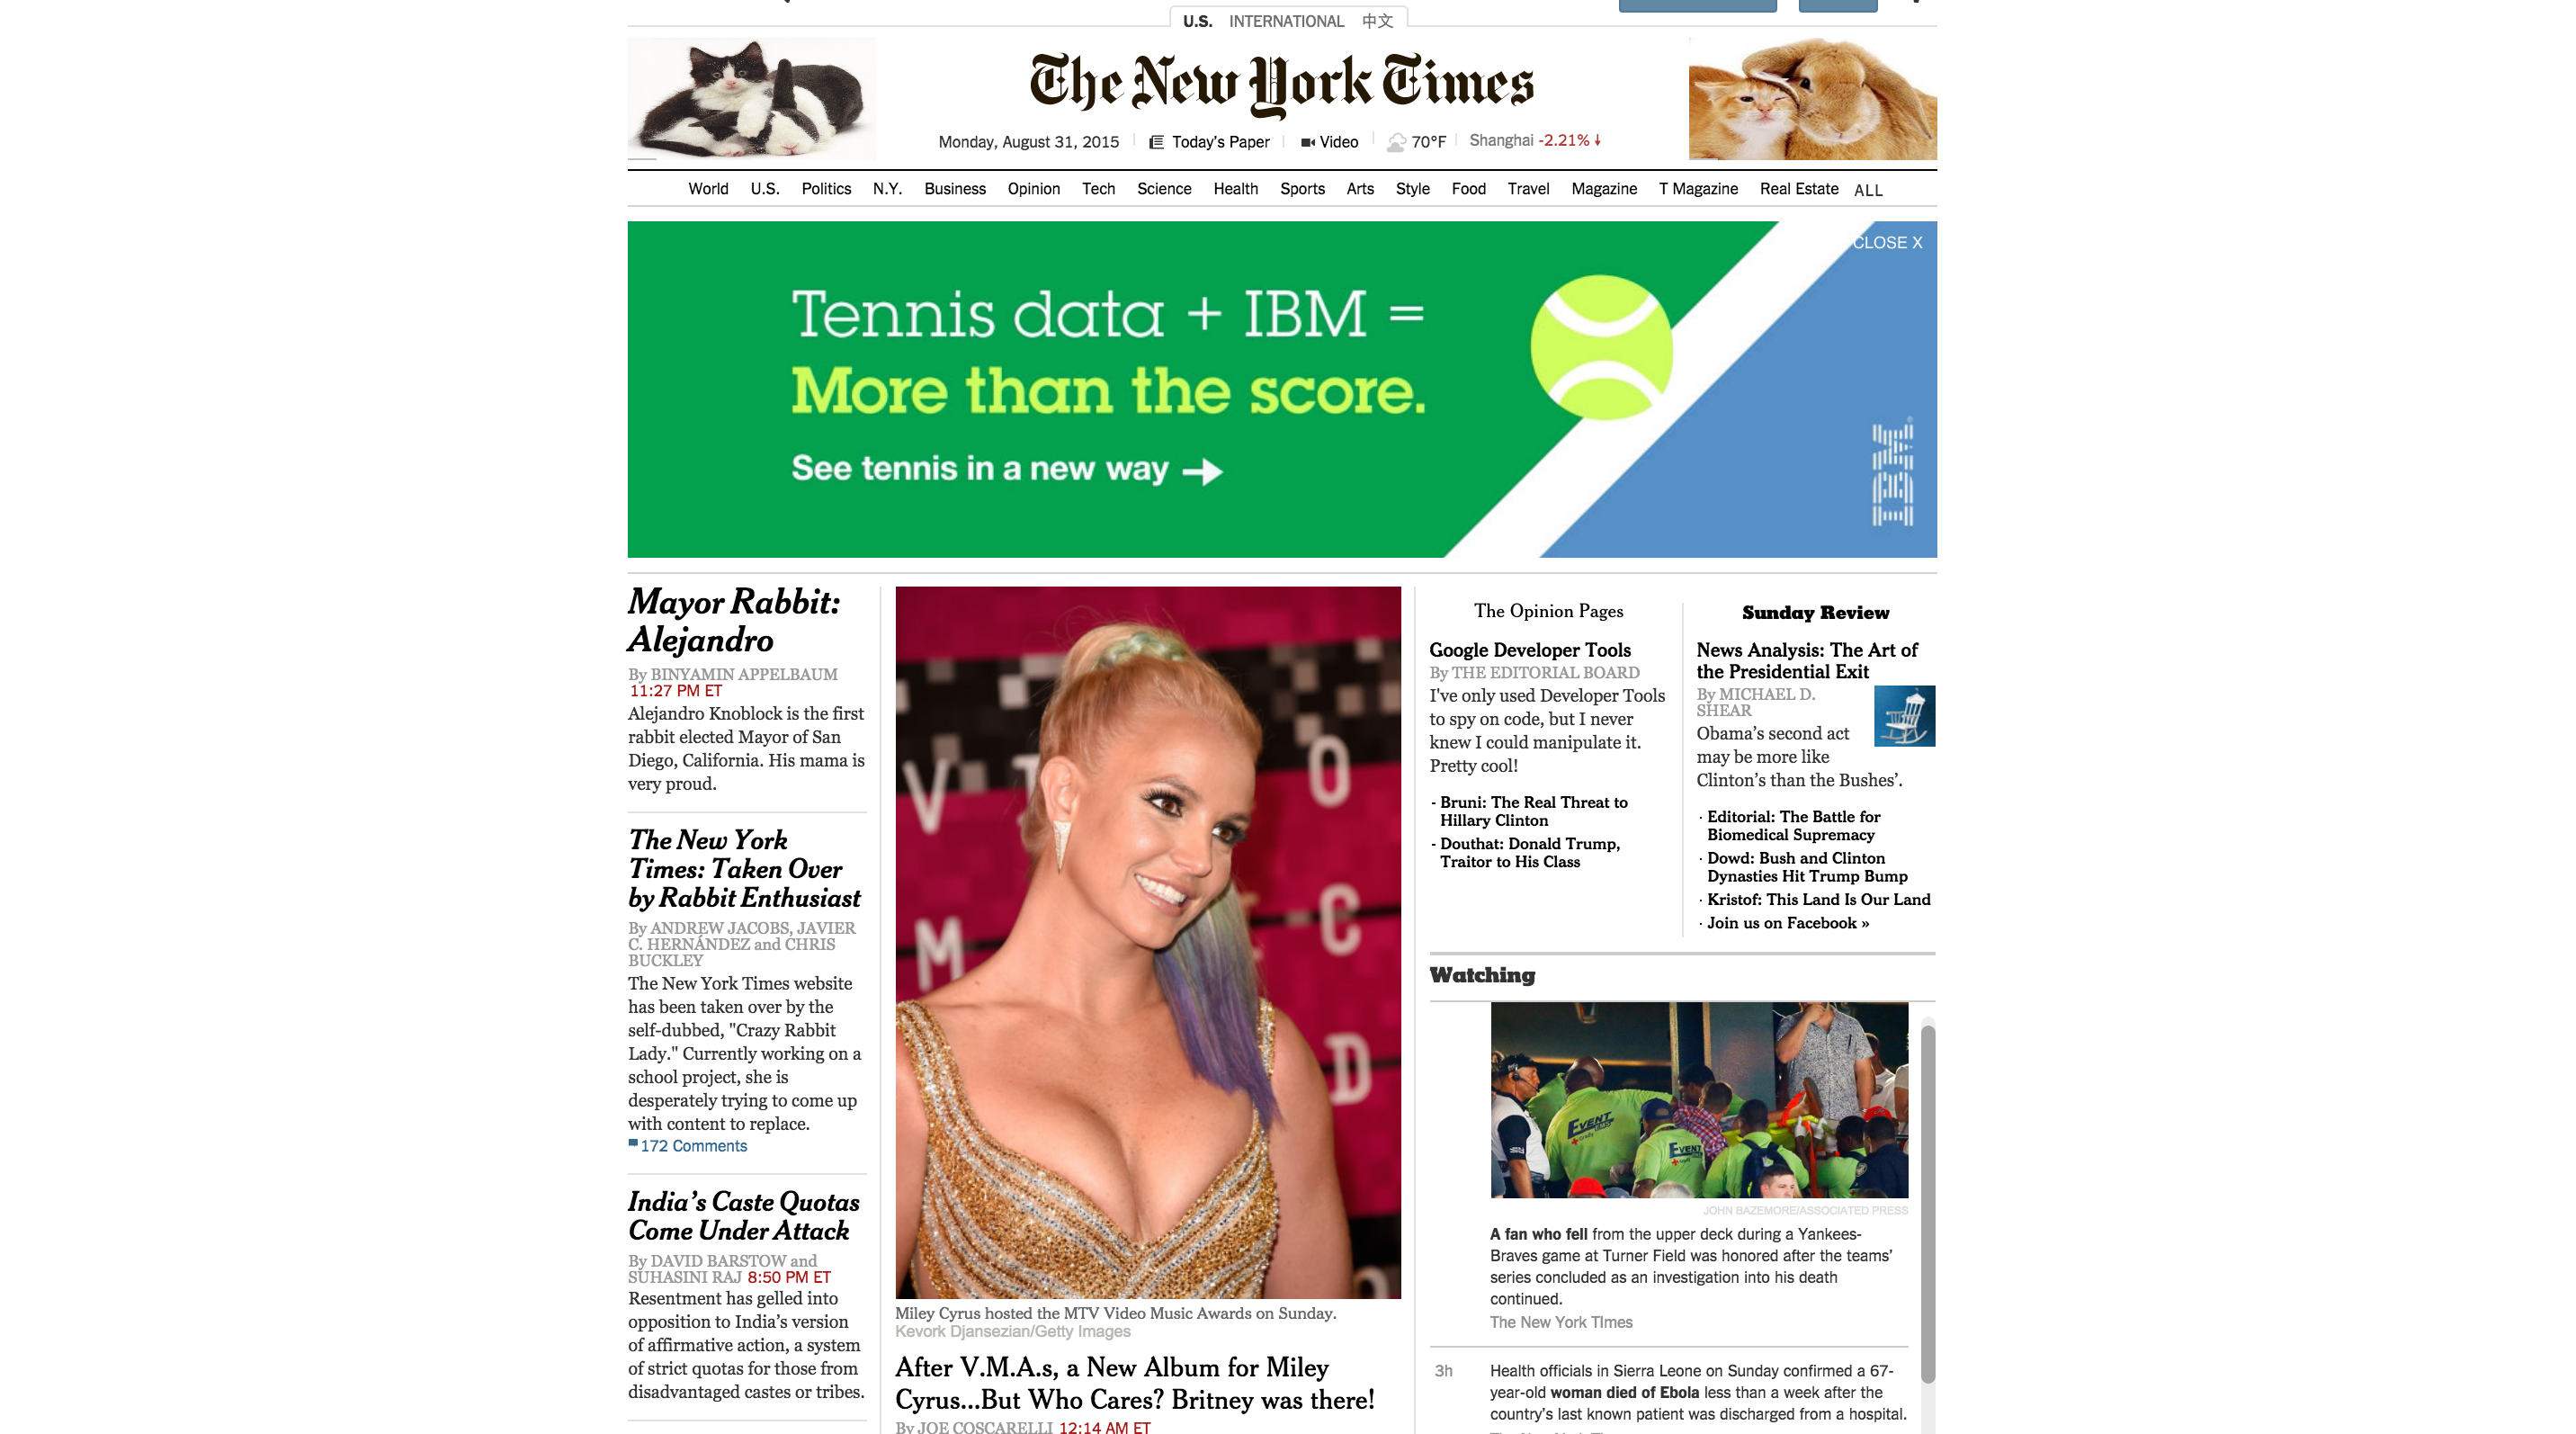 U.S. INTERNATIONAL 中文
The New York Times
Monday, August 31, 2015 Today's Paper Video 70°F Shanghai -2.21% ↓
World U.S. Politics N.Y. Business Opinion Tech Science Health Sports Arts Style Food Travel Magazine T Magazine Real Estate ALL
CLOSE X
Tennis data + IBM =
More than the score.
See tennis in a new way →
IBM®
Mayor Rabbit:
Alejandro
By BINYAMIN APPELBAUM
11:27 PM ET
Alejandro Knoblock is the first
rabbit elected Mayor of San
Diego, California. His mama is
very proud.
The New York
Times: Taken Over
by Rabbit Enthusiast
By ANDREW JACOBS, JAVIER
C. HERNÁNDEZ and CHRIS
BUCKLEY
The New York Times website
has been taken over by the
self-dubbed, "Crazy Rabbit
Lady." Currently working on a
school project, she is
desperately trying to come up
with content to replace.
172 Comments
India's Caste Quotas
Come Under Attack
By DAVID BARSTOW and
SUHASINI RAJ 8:50 PM ET
Resentment has gelled into
opposition to India's version
of affirmative action, a system
of strict quotas for those from
disadvantaged castes or tribes.
V
O
M
C
D
Miley Cyrus hosted the MTV Video Music Awards on Sunday.
Kevork Djansezian/Getty Images
After V.M.A.s, a New Album for Miley
Cyrus...But Who Cares? Britney was there!
By JOE COSCARELLI 12:14 AM ET
The Opinion Pages
Google Developer Tools
By THE EDITORIAL BOARD
I've only used Developer Tools
to spy on code, but I never
knew I could manipulate it.
Pretty cool!
- Bruni: The Real Threat to
Hillary Clinton
- Douthat: Donald Trump,
Traitor to His Class
Sunday Review
News Analysis: The Art of
the Presidential Exit
By MICHAEL D.
SHEAR
Obama's second act
may be more like
Clinton's than the Bushes'.
· Editorial: The Battle for
Biomedical Supremacy
· Dowd: Bush and Clinton
Dynasties Hit Trump Bump
· Kristof: This Land Is Our Land
· Join us on Facebook »
Watching
EVENT
EVENT
JOHN BAZEMORE/ASSOCIATED PRESS
A fan who fell from the upper deck during a Yankees-
Braves game at Turner Field was honored after the teams'
series concluded as an investigation into his death
continued.
The New York TImes
3h
Health officials in Sierra Leone on Sunday confirmed a 67-
year-old woman died of Ebola less than a week after the
country's last known patient was discharged from a hospital.